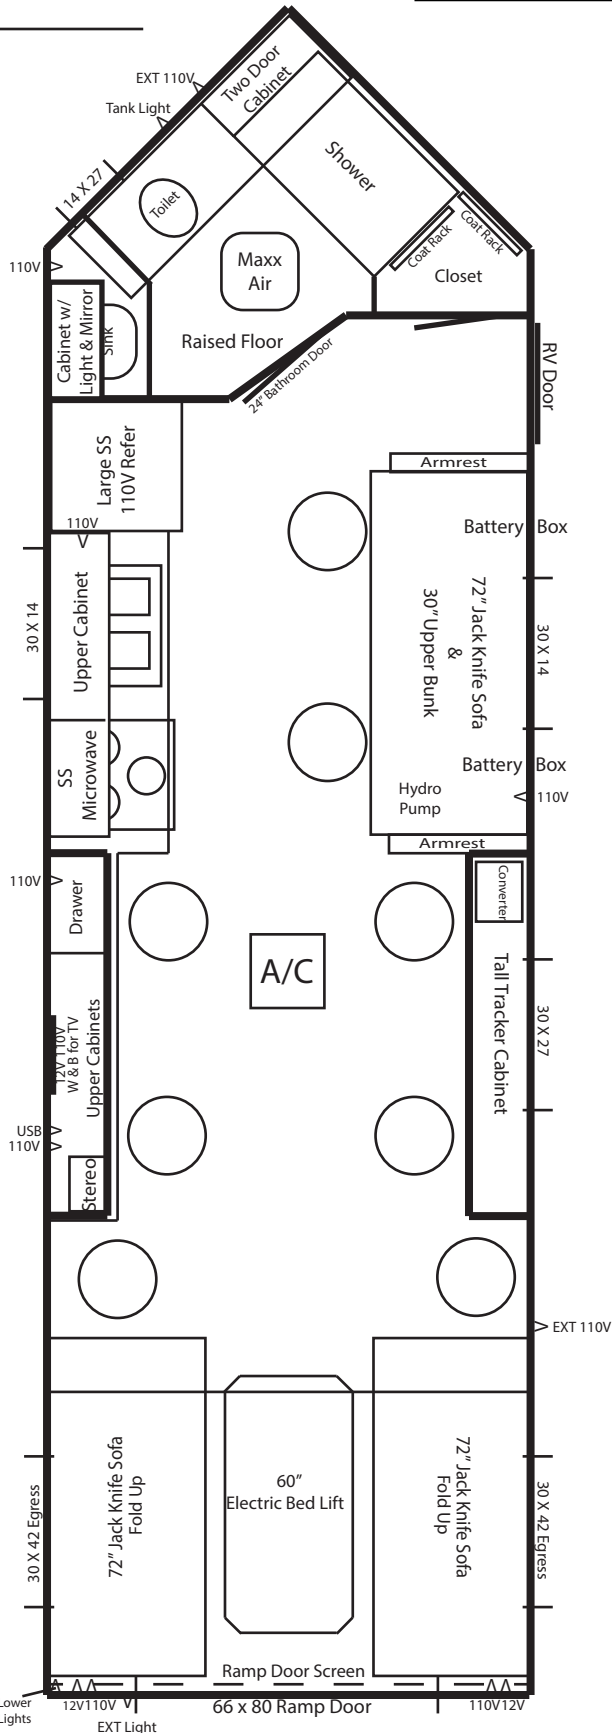 EXT 110V
Two Door
Cabinet
Tank Light
14 X 27
Toilet
Shower
Coat Rack
Coat Rack
Closet
110V
Maxx
Air
Cabinet w/
Light & Mirror
Sink
Raised Floor
24" Bathroom Door
RV Door
Large SS
110V Refer
Armrest
110V
Battery Box
30 X 14
Upper Cabinet
72" Jack Knife Sofa
&
30" Upper Bunk
30 X 14
SS
Microwave
Battery Box
Hydro
Pump
110V
Armrest
110V
Drawer
Converter
A/C
Tall Tracker Cabinet
30 X 27
12V 110V
W & B for TV
Upper Cabinets
USB
110V
Stereo
EXT 110V
72" Jack Knife Sofa
Fold Up
60"
Electric Bed Lift
72" Jack Knife Sofa
Fold Up
30 X 42 Egress
30 X 42 Egress
Ramp Door Screen
Lower
Lights
12V 110V
66 x 80 Ramp Door
110V 12V
EXT Light